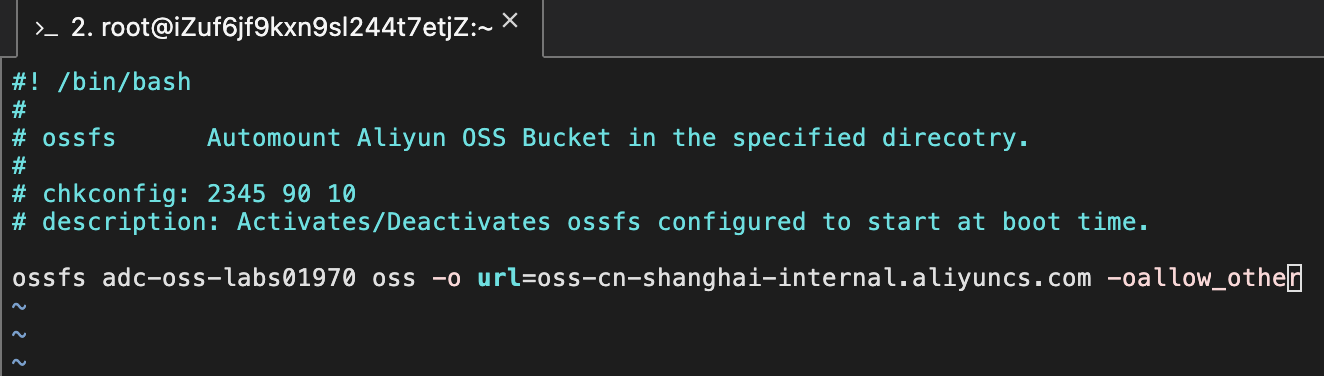 >_ 2. root@iZuf6jf9kxn9sl244t7etjZ:~ ×
#! /bin/bash
#
# ossfs      Automount Aliyun OSS Bucket in the specified direcotry.
#
# chkconfig: 2345 90 10
# description: Activates/Deactivates ossfs configured to start at boot time.
ossfs adc-oss-labs01970 oss -o url=oss-cn-shanghai-internal.aliyuncs.com -oallow_other
~
~
~